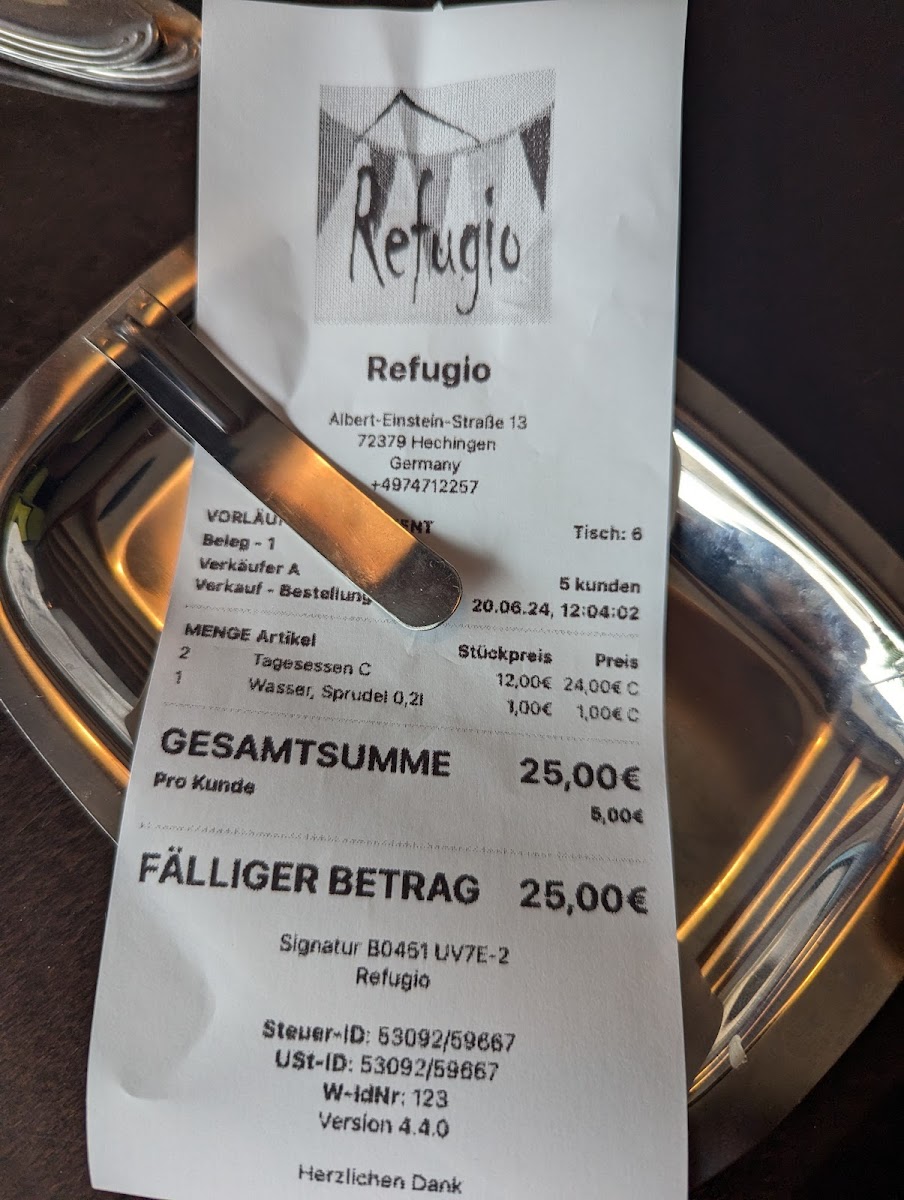 Refugio
Refugio
Albert-Einstein-Straße 13
72379 Hechingen
Germany
+4974712257
Tisch: 6
Beleg - 1
Verkäufer A
5 kunden
Verkauf - Bestellung
20.06.24, 12:04:02
MENGE Artikel Stückpreis Preis
2 Tagesessen C 12,00€ 24,00€ C
1 Wasser, Sprudel 0,2l 1,00€ 1,00€ C
GESAMTSUMME 25,00€
Pro Kunde 5,00€
FÄLLIGER BETRAG 25,00€
Signatur B0461 UV7E-2
Refugio
Steuer-ID: 53092/59667
USt-ID: 53092/59667
W-IdNr: 123
Version 4.4.0
Herzlichen Dank